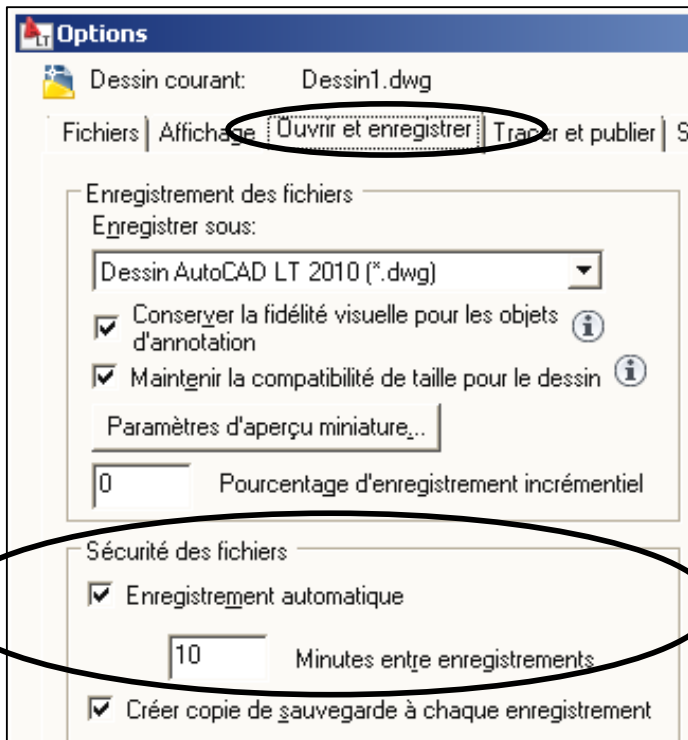 LT Options
Dessin courant: Dessin1.dwg
Fichiers Affichage Ouvrir et enregistrer Tracer et publier S
Enregistrement des fichiers
Enregistrer sous:
Dessin AutoCAD LT 2010 (*.dwg)
Conserver la fidélité visuelle pour les objets
d'annotation
Maintenir la compatibilité de taille pour le dessin
Paramètres d'aperçu miniature...
0 Pourcentage d'enregistrement incrémentiel
Sécurité des fichiers
Enregistrement automatique
10 Minutes entre enregistrements
Créer copie de sauvegarde à chaque enregistrement